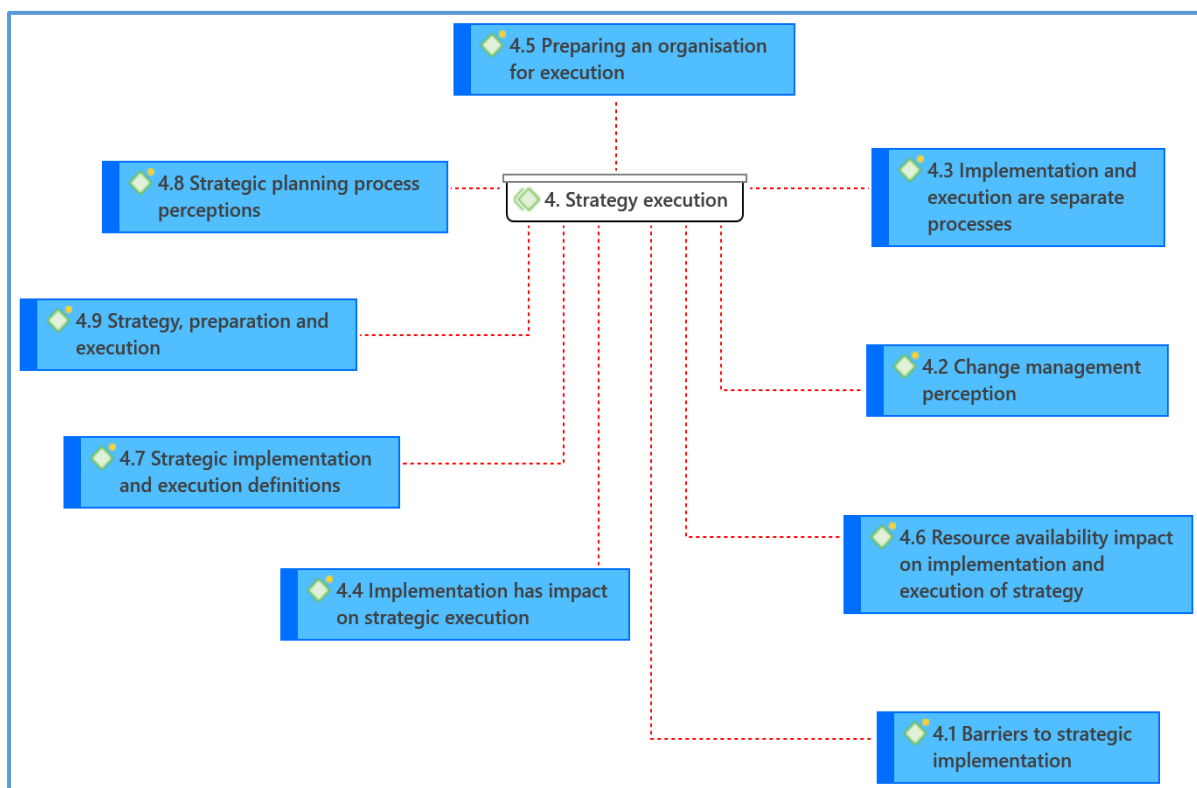 4.5 Preparing an organisation
for execution
4.8 Strategic planning process
perceptions
4. Strategy execution
4.3 Implementation and
execution are separate
processes
4.9 Strategy, preparation and
execution
4.2 Change management
perception
4.7 Strategic implementation
and execution definitions
4.6 Resource availability impact
on implementation and
execution of strategy
4.4 Implementation has impact
on strategic execution
4.1 Barriers to strategic
implementation